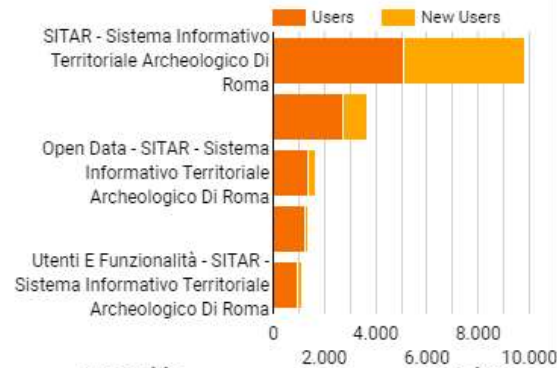 Users New Users
SITAR - Sistema Informativo
Territoriale Archeologico Di
Roma
Open Data - SITAR - Sistema
Informativo Territoriale
Archeologico Di Roma
Utenti E Funzionalità - SITAR -
Sistema Informativo Territoriale
Archeologico Di Roma
0 4.000 8.000
2.000 6.000 10.000